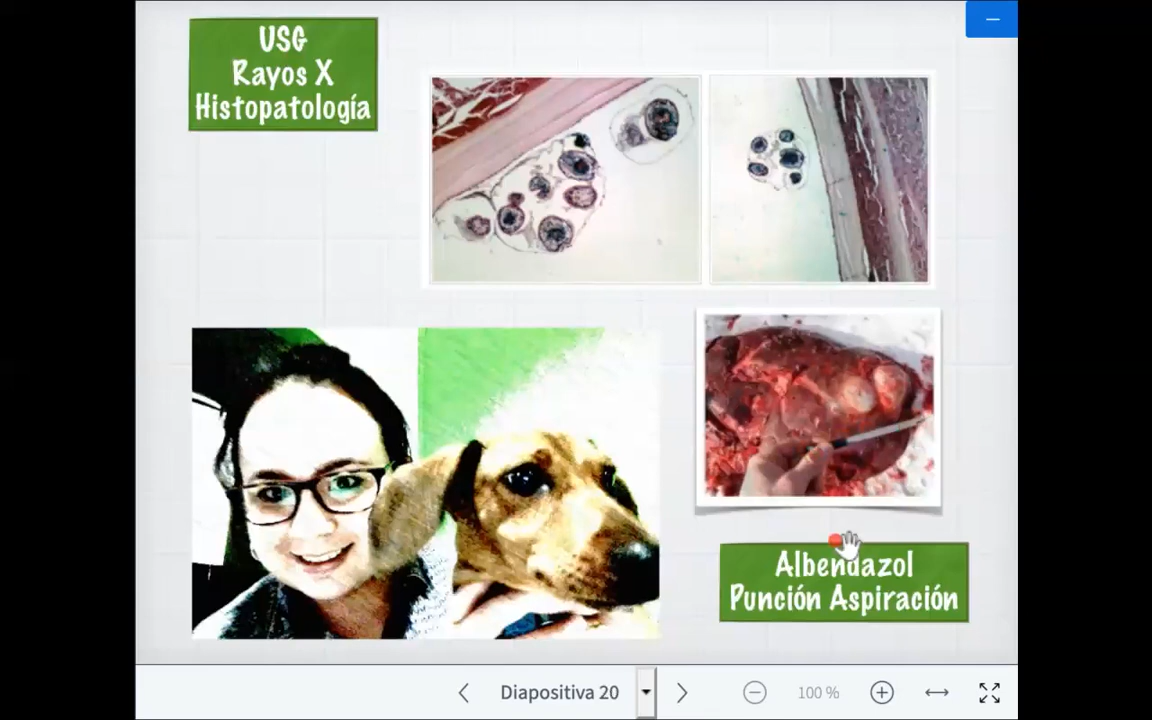 USG
Rayos X
Histopatología
Albendazol
Punción Aspiración
Diapositiva 20
100 %